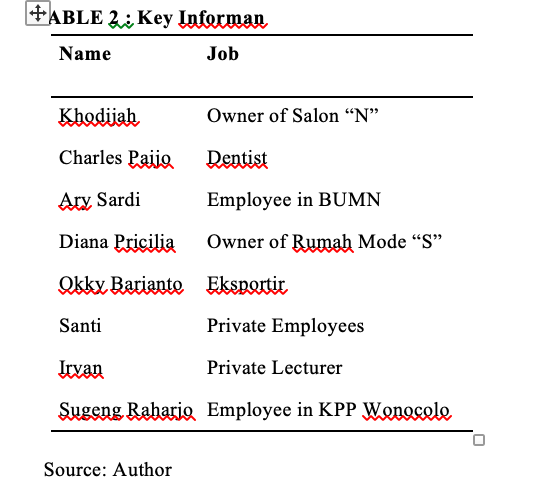 ABLE 2 : Key Informan
Name Job
Khodijah Owner of Salon “N”
Charles Paijo Dentist
Ary Sardi Employee in BUMN
Diana Pricilia Owner of Rumah Mode “S”
Okky Barianto Eksportir
Santi Private Employees
Irvan Private Lecturer
Sugeng Raharjo Employee in KPP Wonocolo
Source: Author